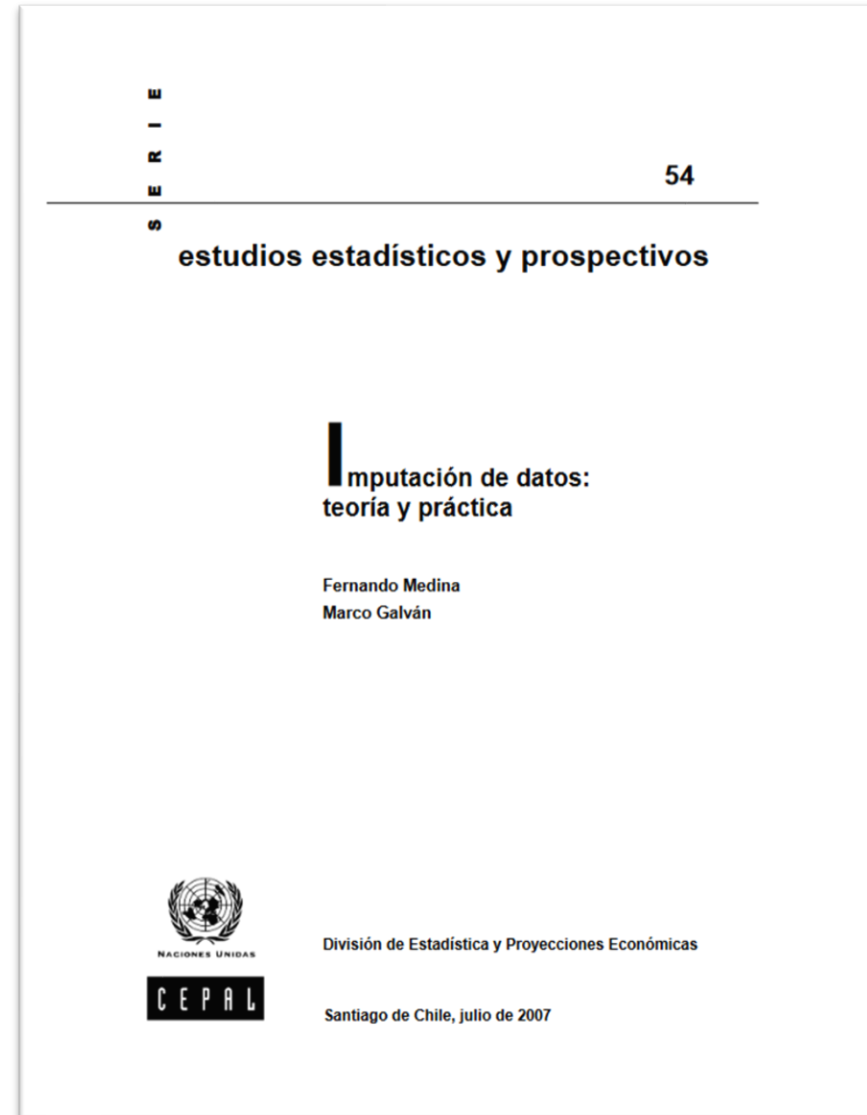 SERIE
54
estudios estadísticos y prospectivos
Imputación de datos:
teoría y práctica
Fernando Medina
Marco Galván
NACIONES UNIDAS
CEPAL
División de Estadística y Proyecciones Económicas
Santiago de Chile, julio de 2007